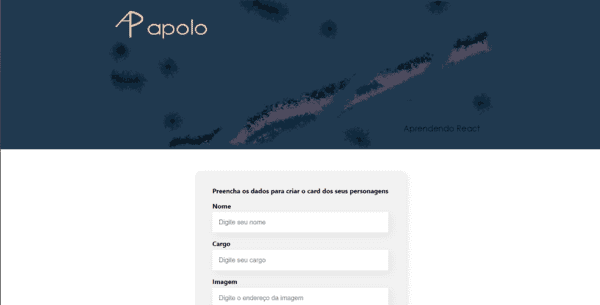 AP apolo
Aprendendo React
Preencha os dados para criar o card dos seus personagens
Nome
Digite seu nome
Cargo
Digite seu cargo
Imagem
Digite o endereço da imagem